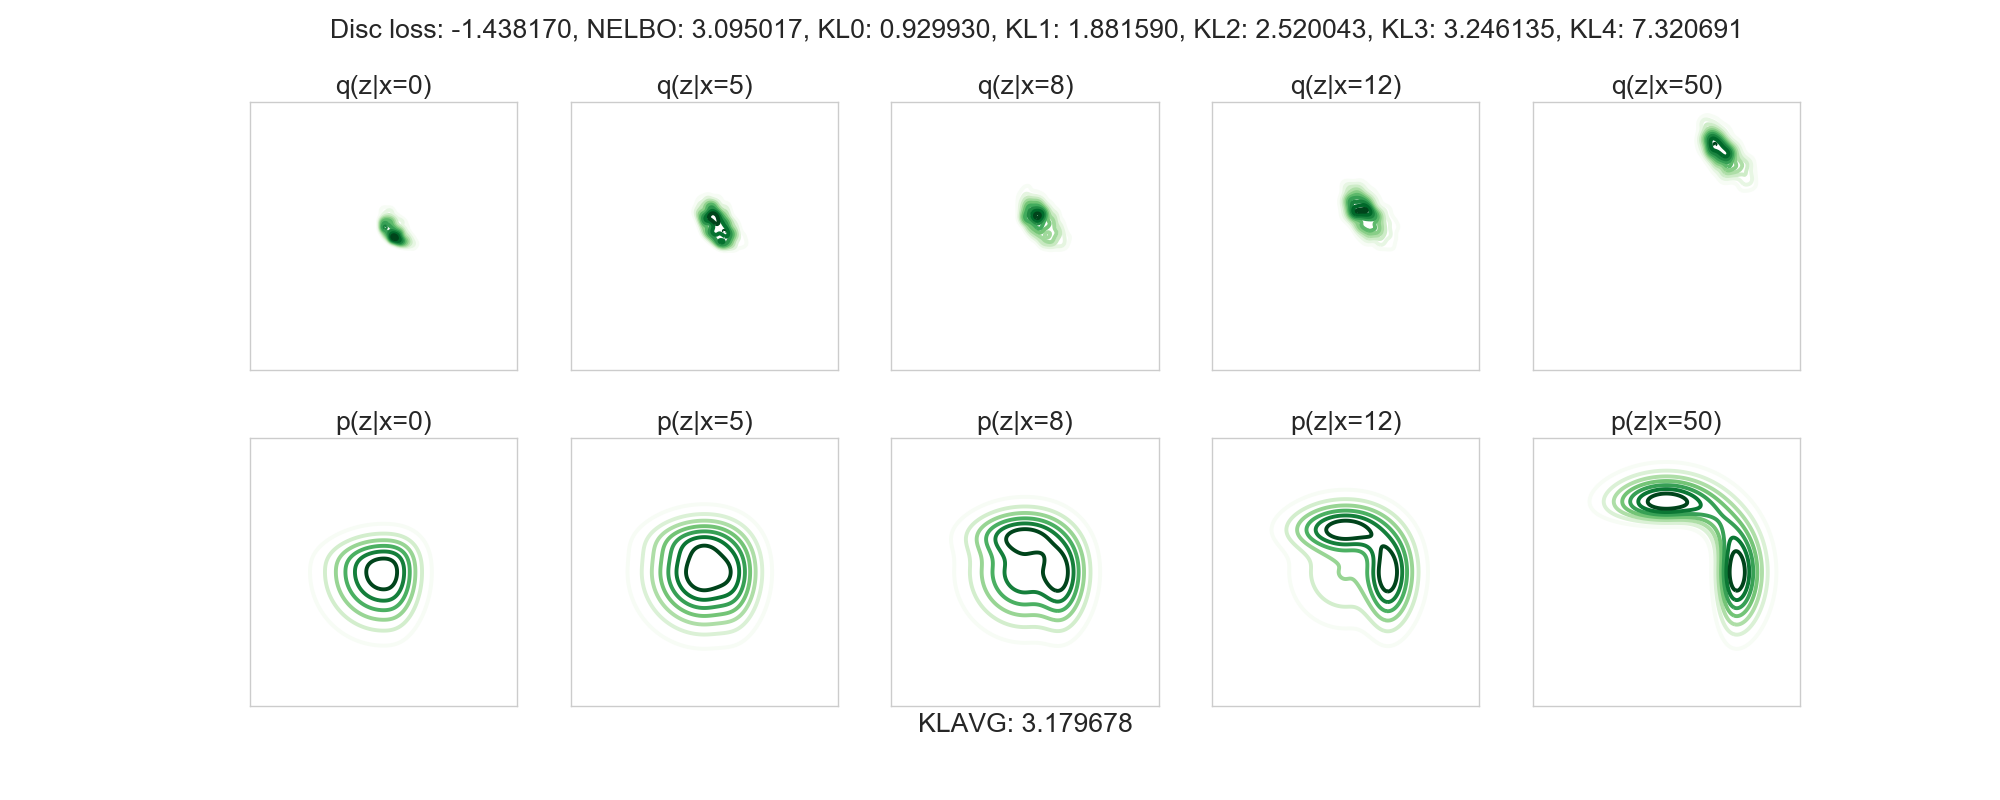 Disc loss: -1.438170, NELBO: 3.095017, KL0: 0.929930, KL1: 1.881590, KL2: 2.520043, KL3: 3.246135, KL4: 7.320691
q(z|x=0) q(z|x=5) q(z|x=8) q(z|x=12) q(z|x=50)
p(z|x=0) p(z|x=5) p(z|x=8) p(z|x=12) p(z|x=50)
KLAVG: 3.179678